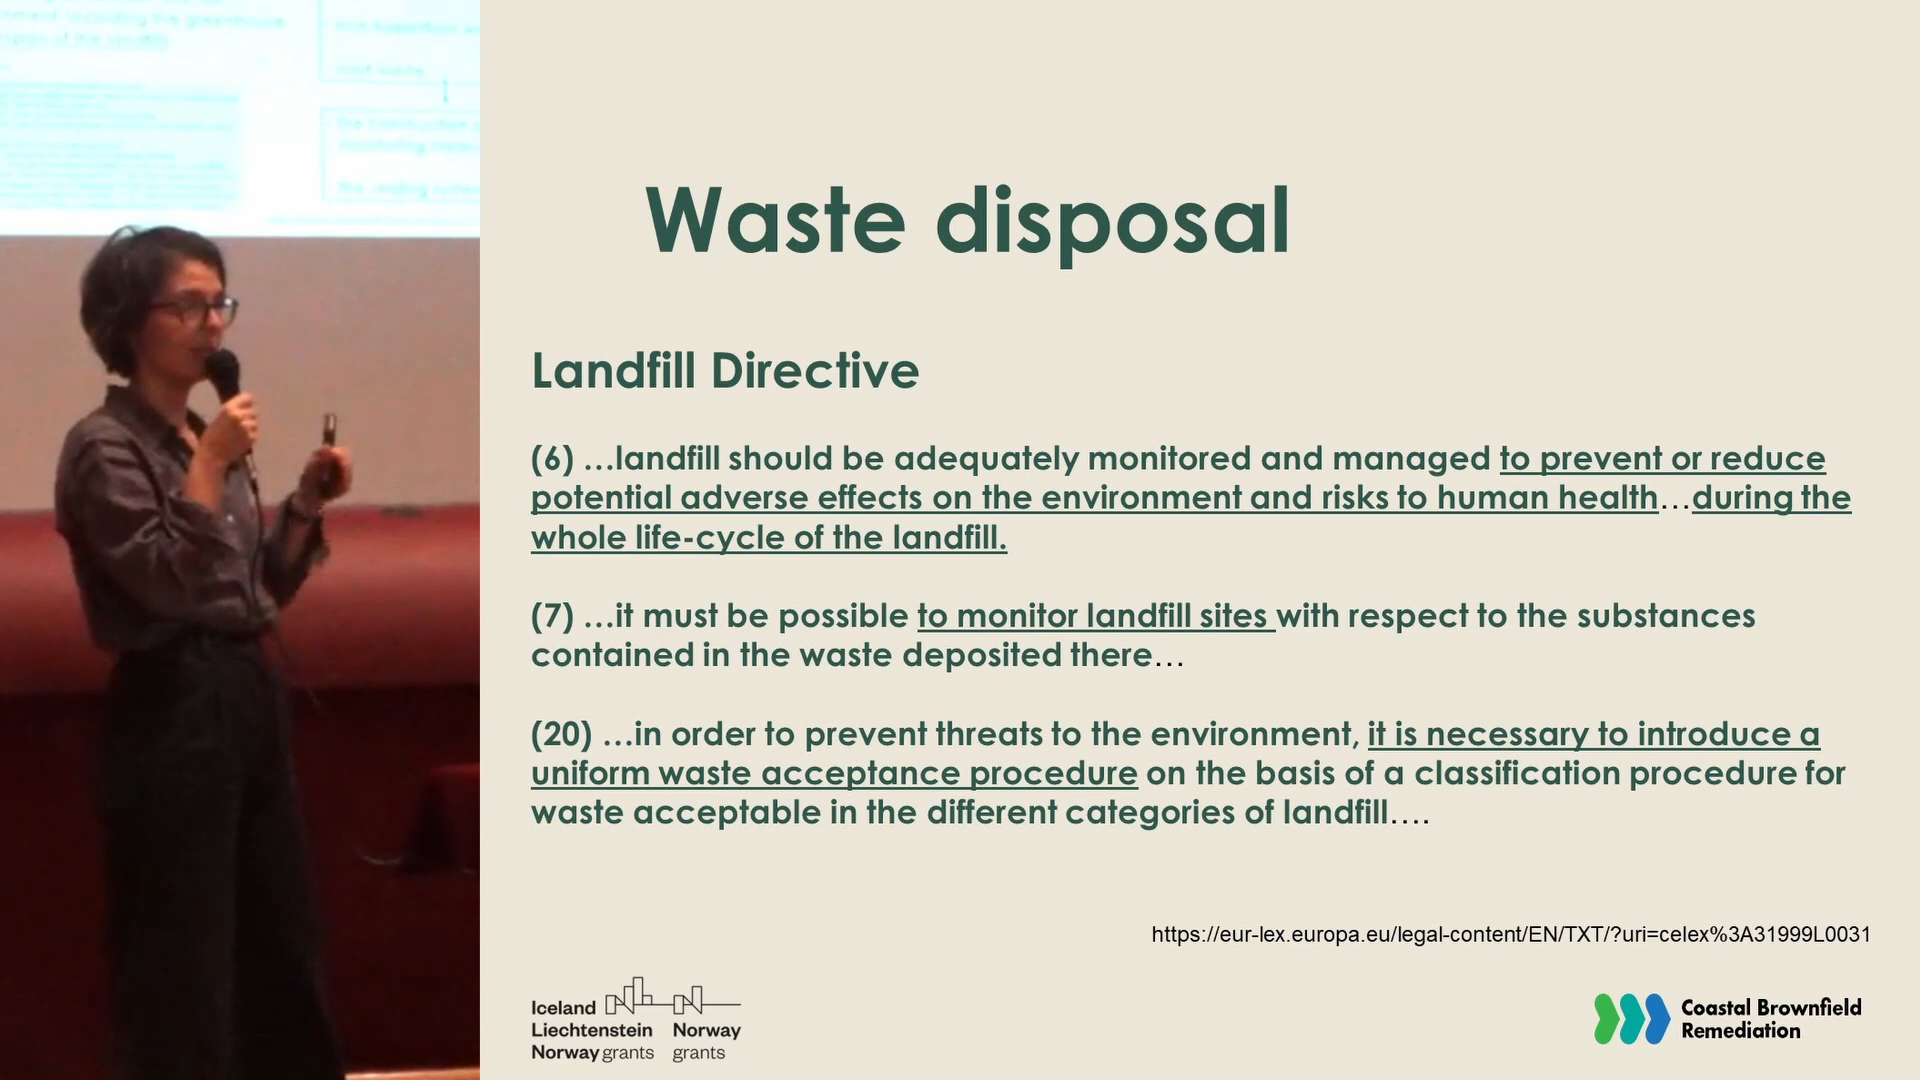 Waste disposal
Landfill Directive
(6) …landfill should be adequately monitored and managed to prevent or reduce
potential adverse effects on the environment and risks to human health…during the
whole life-cycle of the landfill.
(7) …it must be possible to monitor landfill sites with respect to the substances
contained in the waste deposited there…
(20) …in order to prevent threats to the environment, it is necessary to introduce a
uniform waste acceptance procedure on the basis of a classification procedure for
waste acceptable in the different categories of landfill….
https://eur-lex.europa.eu/legal-content/EN/TXT/?uri=celex%3A31999L0031
Iceland
Liechtenstein
Norway grants
Norway
grants
Coastal Brownfield
Remediation